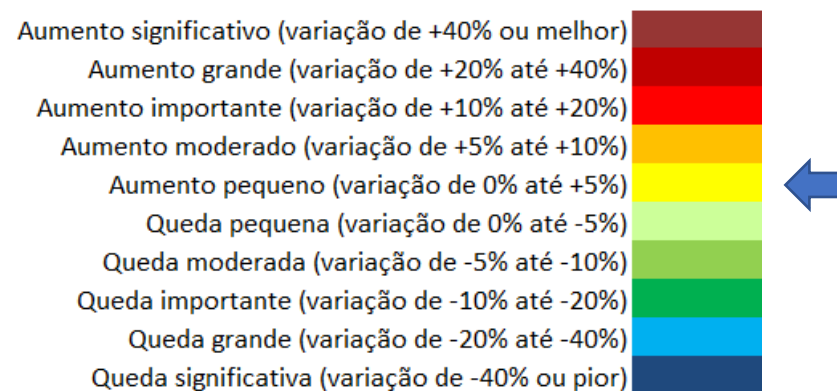 Aumento significativo (variação de +40% ou melhor)
Aumento grande (variação de +20% até +40%)
Aumento importante (variação de +10% até +20%)
Aumento moderado (variação de +5% até +10%)
Aumento pequeno (variação de 0% até +5%)
Queda pequena (variação de 0% até -5%)
Queda moderada (variação de -5% até -10%)
Queda importante (variação de -10% até -20%)
Queda grande (variação de -20% até -40%)
Queda significativa (variação de -40% ou pior)